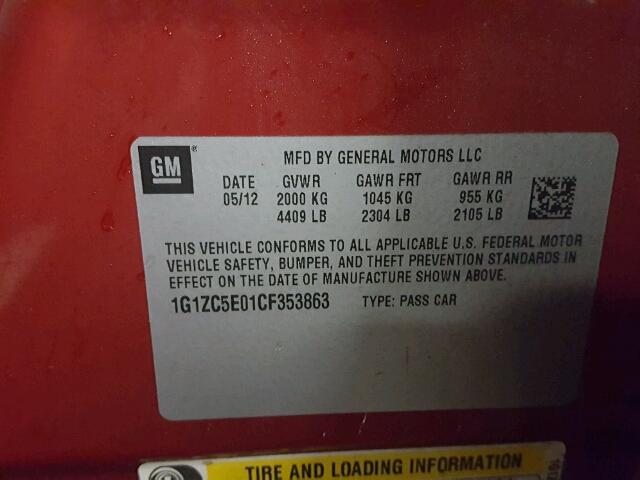 GM ®
MFD BY GENERAL MOTORS LLC
DATE GVWR GAWR FRT GAWR RR
05/12 2000 KG 1045 KG 955 KG
4409 LB 2304 LB 2105 LB
THIS VEHICLE CONFORMS TO ALL APPLICABLE U.S. FEDERAL MOTOR
VEHICLE SAFETY, BUMPER, AND THEFT PREVENTION STANDARDS IN
EFFECT ON THE DATE OF MANUFACTURE SHOWN ABOVE.
1G1ZC5E01CF353863 TYPE: PASS CAR
TIRE AND LOADING INFORMATION